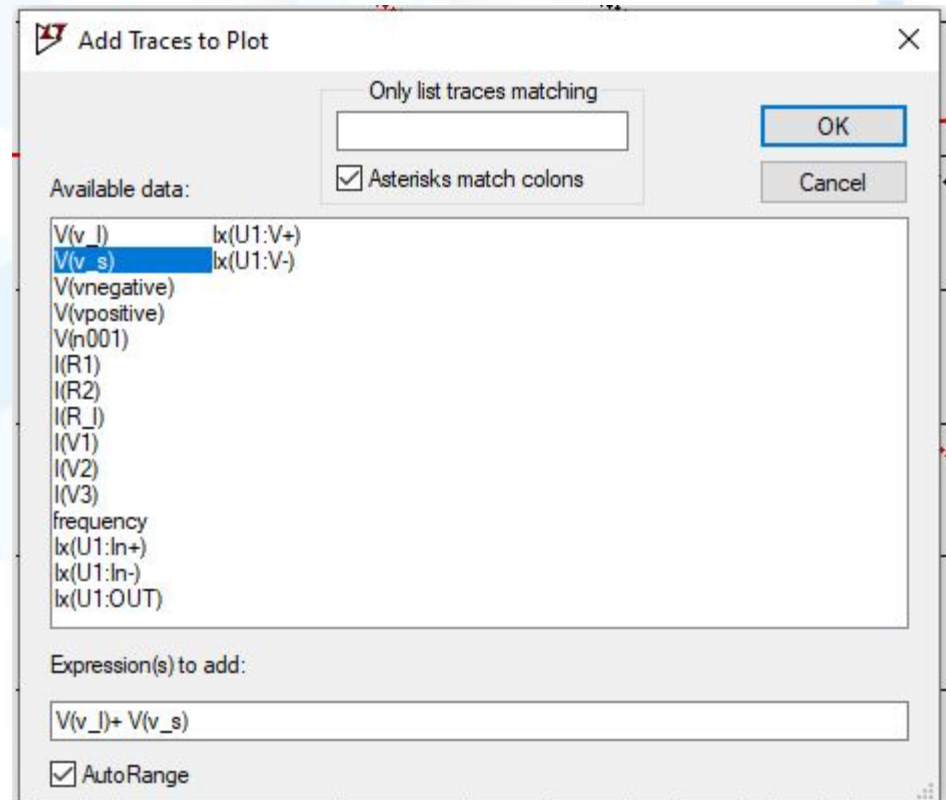 Add Traces to Plot
Only list traces matching
OK
Asterisks match colons
Cancel
Available data:
V(v_l) Ix(U1:V+)
V(v_s) Ix(U1:V-)
V(vnegative)
V(vpositive)
V(n001)
I(R1)
I(R2)
I(R_l)
I(V1)
I(V2)
I(V3)
frequency
Ix(U1:In+)
Ix(U1:In-)
Ix(U1:OUT)
Expression(s) to add:
V(v_l)+ V(v_s)
AutoRange